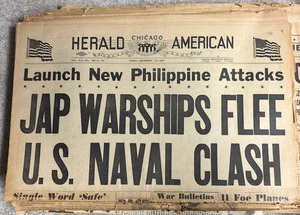 CHICAGO
HERALD AMERICAN
Launch New Philippine Attacks
JAP WARSHIPS FLEE
U. S. NAVAL CLASH
Single Word 'Safe' War Bulletins 11 Foe Planes